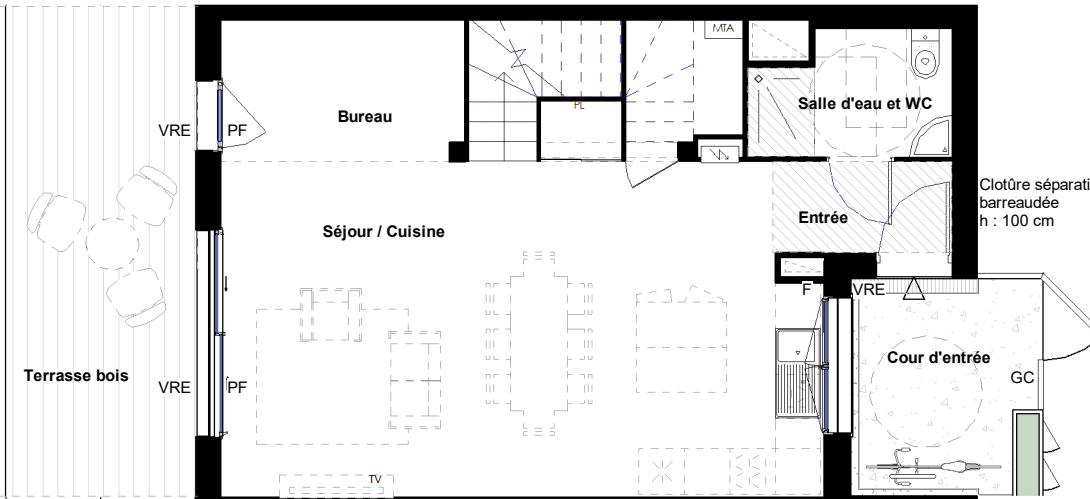 MTA
Salle d'eau et WC
Bureau
PL
VRE
PF
Clotûre séparati
barreaudée
h : 100 cm
Entrée
Séjour / Cuisine
F
VRE
Cour d'entrée
Terrasse bois
VRE
PF
GC
TV